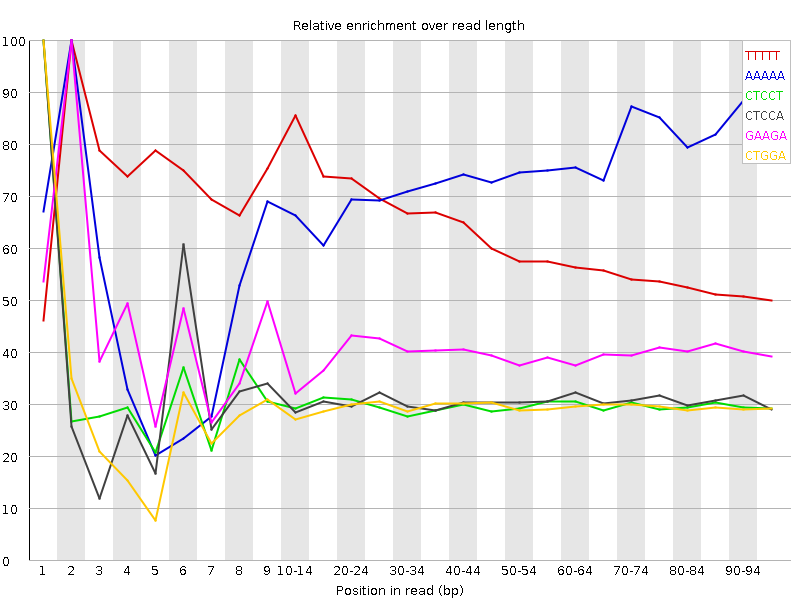 Relative enrichment over read length
100
90
80
70
60
50
40
30
20
10
0
TTTTT
AAAAA
CTCCT
CTCCA
GAAGA
CTGGA
1 2 3 4 5 6 7 8 9 10-14 20-24 30-34 40-44 50-54 60-64 70-74 80-84 90-94
Position in read (bp)